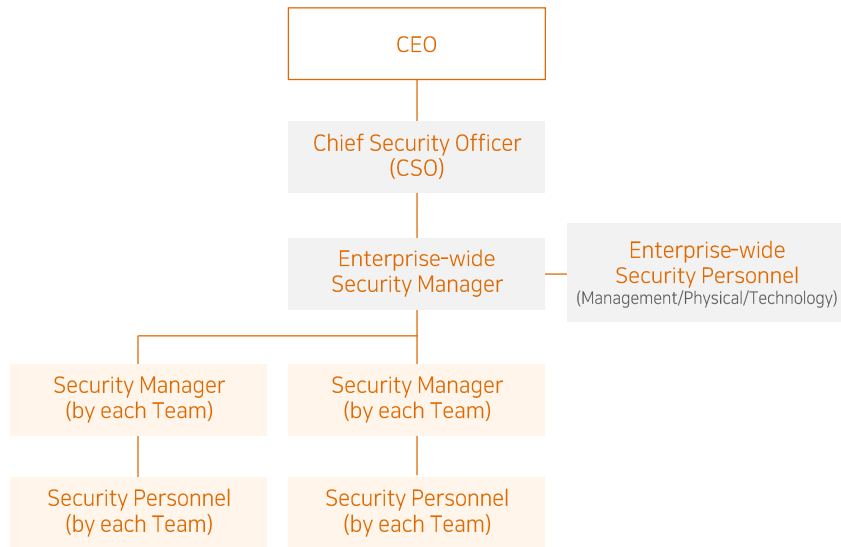 CEO
Chief Security Officer
(CSO)
Enterprise-wide
Security Manager
Enterprise-wide
Security Personnel
(Management/Physical/Technology)
Security Manager
(by each Team)
Security Manager
(by each Team)
Security Personnel
(by each Team)
Security Personnel
(by each Team)